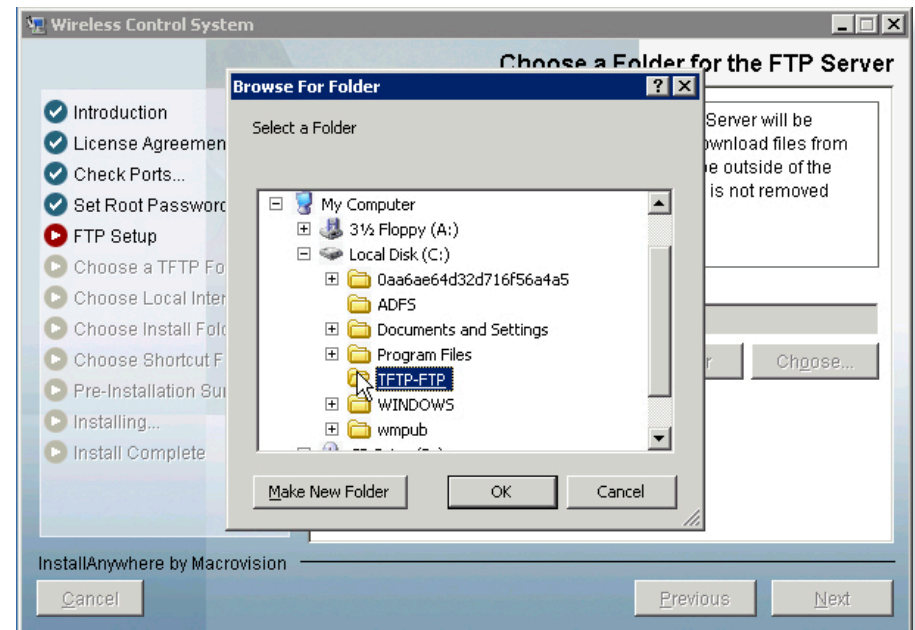 Wireless Control System
Choose a Folder for the FTP Server
Browse For Folder
Select a Folder
Introduction
License Agreemen
Check Ports...
Set Root Password
FTP Setup
Choose a TFTP Fo
Choose Local Inter
Choose Install Fold
Choose Shortcut F
Pre-Installation Su
Installing...
Install Complete
My Computer
3½ Floppy (A:)
Local Disk (C:)
0aa6ae64d32d716f56a4a5
ADFS
Documents and Settings
Program Files
TFTP-FTP
WINDOWS
wmpub
Make New Folder
OK
Cancel
Server will be
ownload files from
e outside of the
is not removed
r
Choose...
InstallAnywhere by Macrovision
Cancel
Previous
Next